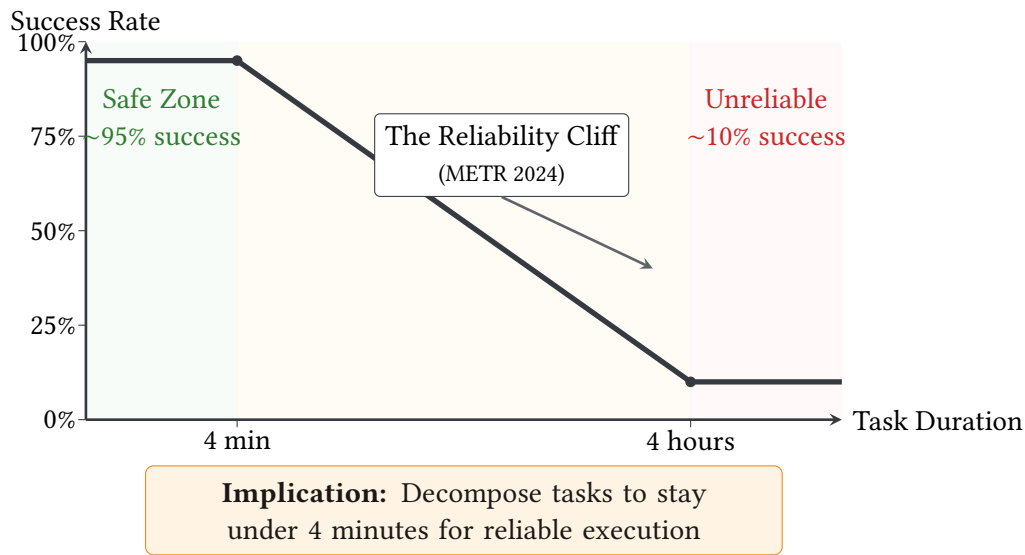 Success Rate
100%
Safe Zone
Unreliable
75%
~95% success
The Reliability Cliff
~10% success
(METR 2024)
50%
25%
0%
Task Duration
4 min
4 hours
Implication: Decompose tasks to stay
under 4 minutes for reliable execution